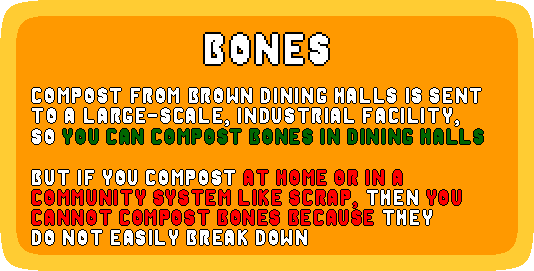 BONES
COMPOST FROM BROWN DINING HALLS IS SENT
TO A LARGE-SCALE, INDUSTRIAL FACILITY,
SO YOU CAN COMPOST BONES IN DINING HALLS
BUT IF YOU COMPOST AT HOME OR IN A
COMMUNITY SYSTEM LIKE SCRAP, THEN YOU
CANNOT COMPOST BONES BECAUSE THEY
DO NOT EASILY BREAK DOWN